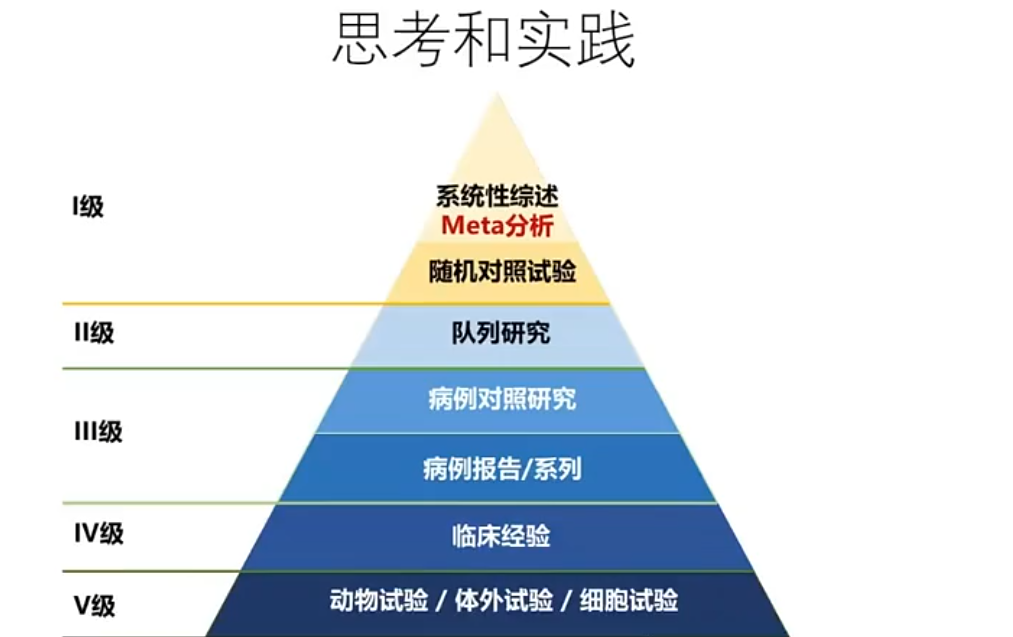 思考和实践
I级
系统性综述
Meta分析
随机对照试验
II级
队列研究
III级
病例对照研究
病例报告/系列
IV级
临床经验
V级
动物试验 / 体外试验 / 细胞试验